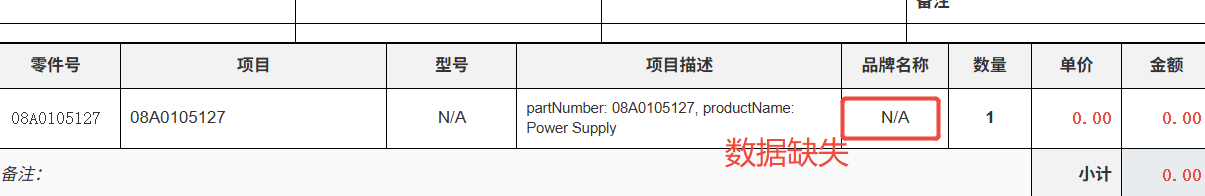 备注
零件号 项目 型号 项目描述 品牌名称 数量 单价 金额
08A0105127 08A0105127 N/A partNumber: 08A0105127, productName: Power Supply N/A 1 0.00 0.00
数据缺失
备注： 小计 0.00